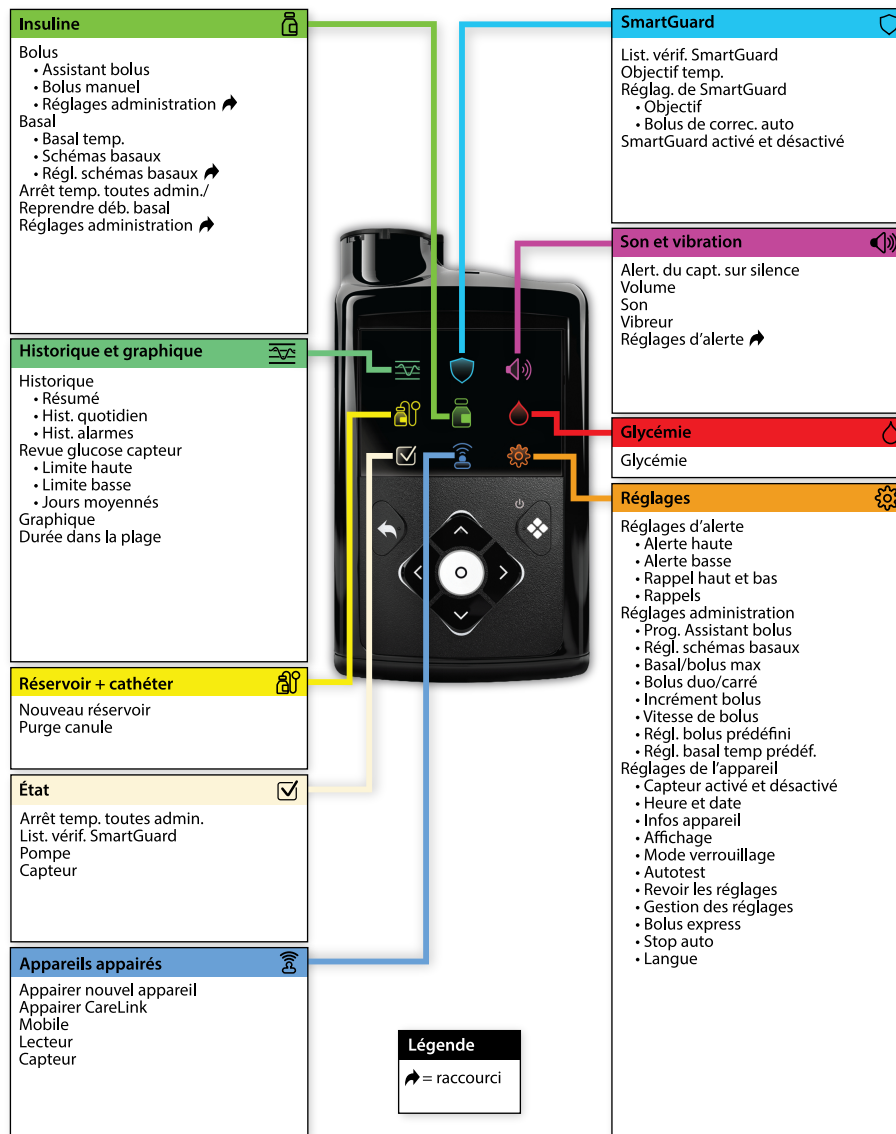 Insuline
Bolus
• Assistant bolus
• Bolus manuel
• Réglages administration
Basal
• Basal temp.
• Schémas basaux
• Régl. schémas basaux
Arrêt temp. toutes admin./
Reprendre déb. basal
Réglages administration
Historique et graphique
Historique
• Résumé
• Hist. quotidien
• Hist. alarmes
Revue glucose capteur
• Limite haute
• Limite basse
• Jours moyennés
Graphique
Durée dans la plage
Réservoir + cathéter
Nouveau réservoir
Purge canule
État
Arrêt temp. toutes admin.
List. vérif. SmartGuard
Pompe
Capteur
Appareils appairés
Appairer nouvel appareil
Appairer CareLink
Mobile
Lecteur
Capteur
Légende
= raccourci
SmartGuard
List. vérif. SmartGuard
Objectif temp.
Réglag. de SmartGuard
• Objectif
• Bolus de correc. auto
SmartGuard activé et désactivé
Son et vibration
Alert. du capt. sur silence
Volume
Son
Vibreur
Réglages d’alerte
Glycémie
Glycémie
Réglages
Réglages d’alerte
• Alerte haute
• Alerte basse
• Rappel haut et bas
• Rappels
Réglages administration
• Prog. Assistant bolus
• Régl. schémas basaux
• Basal/bolus max
• Bolus duo/carré
• Incrément bolus
• Vitesse de bolus
• Régl. bolus prédéfini
• Régl. basal temp prédéf.
Réglages de l’appareil
• Capteur activé et désactivé
• Heure et date
• Infos appareil
• Affichage
• Mode verrouillage
• Autotest
• Revoir les réglages
• Gestion des réglages
• Bolus express
• Stop auto
• Langue